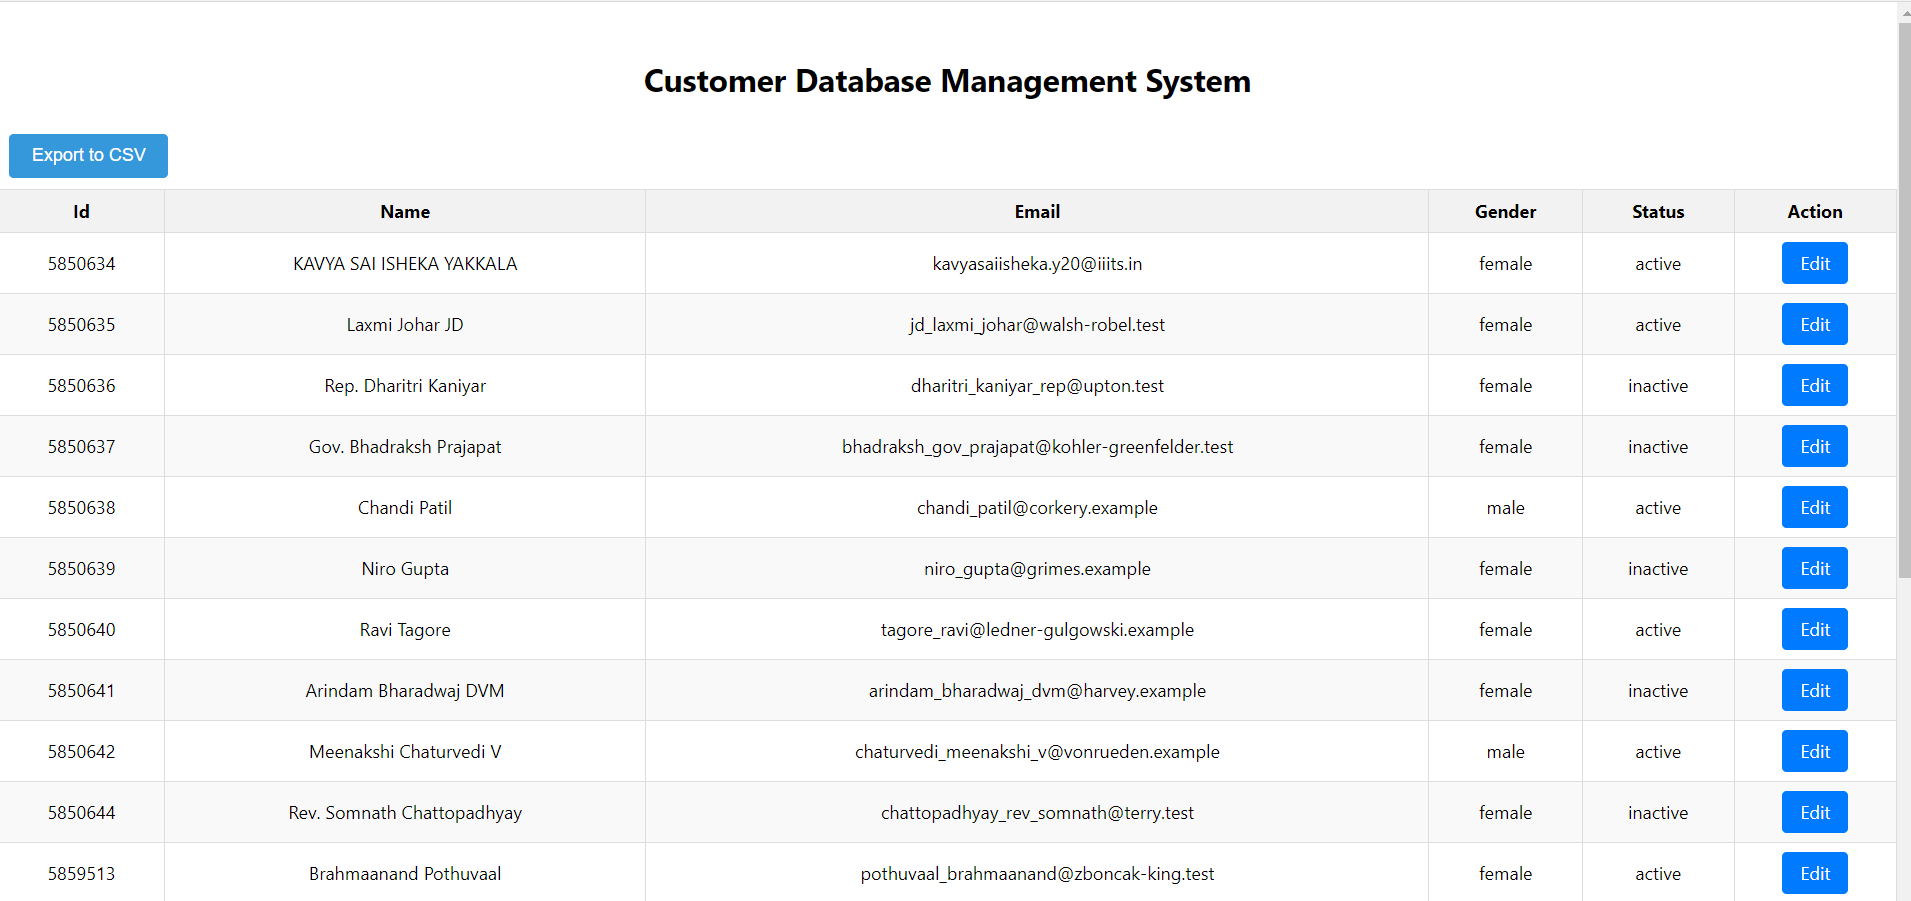 Customer Database Management System
Export to CSV
Id Name Email Gender Status Action
5850634 KAVYA SAI ISHEKA YAKKALA kavyasaiisheka.y20@iiits.in female active Edit
5850635 Laxmi Johar JD jd_laxmi_johar@walsh-robel.test female active Edit
5850636 Rep. Dharitri Kaniyar dharitri_kaniyar_rep@upton.test female inactive Edit
5850637 Gov. Bhadraksh Prajapat bhadraksh_gov_prajapat@kohler-greenfelder.test female inactive Edit
5850638 Chandi Patil chandi_patil@corkery.example male active Edit
5850639 Niro Gupta niro_gupta@grimes.example female inactive Edit
5850640 Ravi Tagore tagore_ravi@ledner-gulgowski.example female active Edit
5850641 Arindam Bharadwaj DVM arindam_bharadwaj_dvm@harvey.example female inactive Edit
5850642 Meenakshi Chaturvedi V chaturvedi_meenakshi_v@vonrueden.example male active Edit
5850644 Rev. Somnath Chattopadhyay chattopadhyay_rev_somnath@terry.test female inactive Edit
5859513 Brahmaanand Pothuvaal pothuvaal_brahmaanand@zboncak-king.test female active Edit